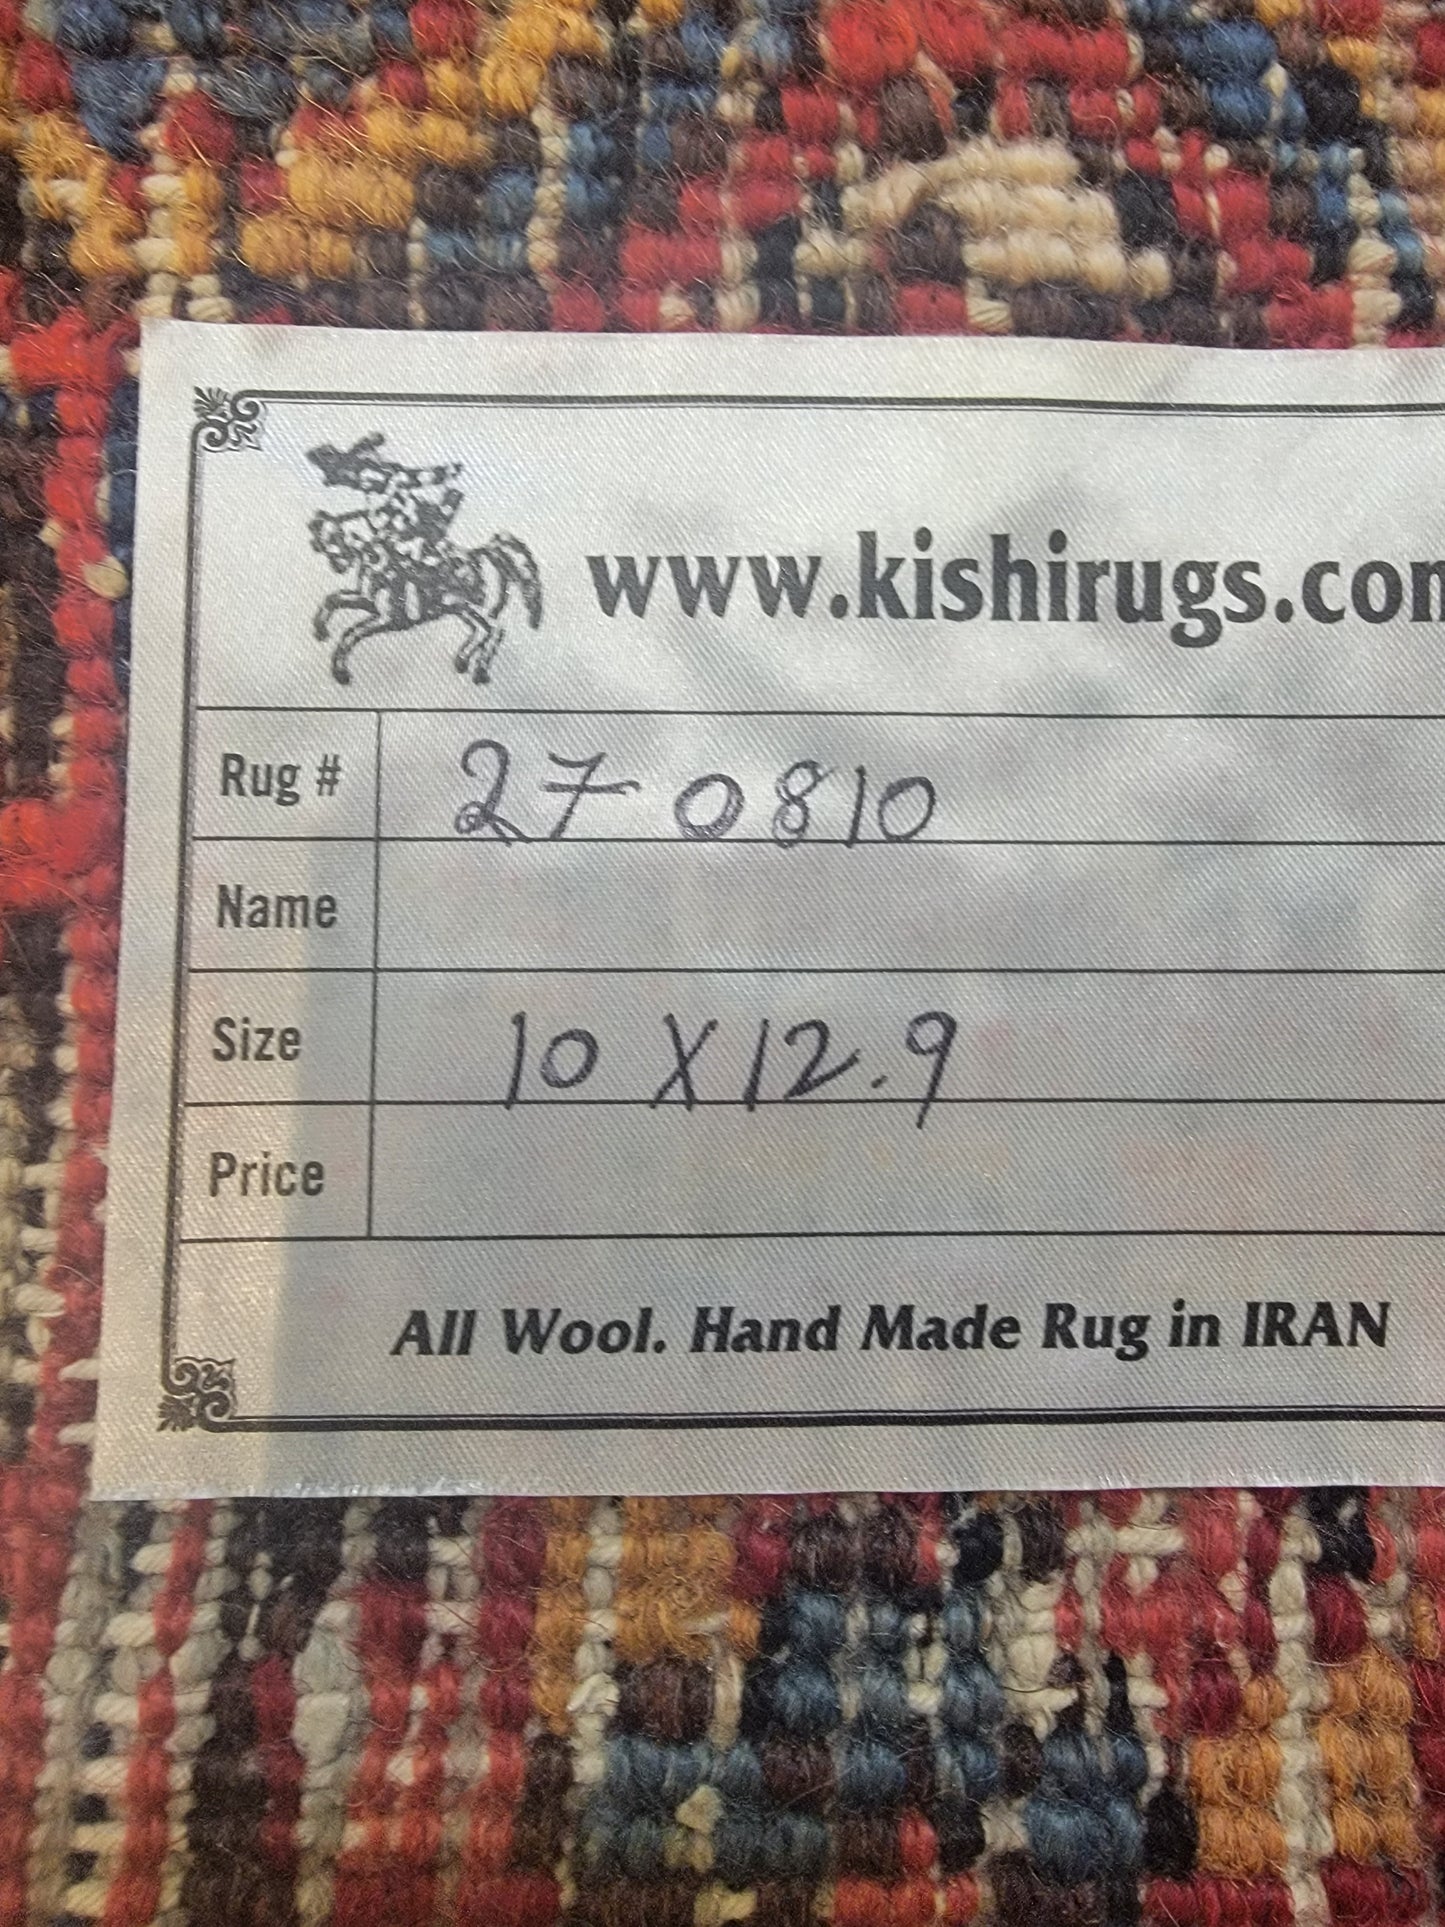 www.kishirugs.com
Rug # 270810
Name
Size 10 X 12.9
Price
All Wool. Hand Made Rug in IRAN